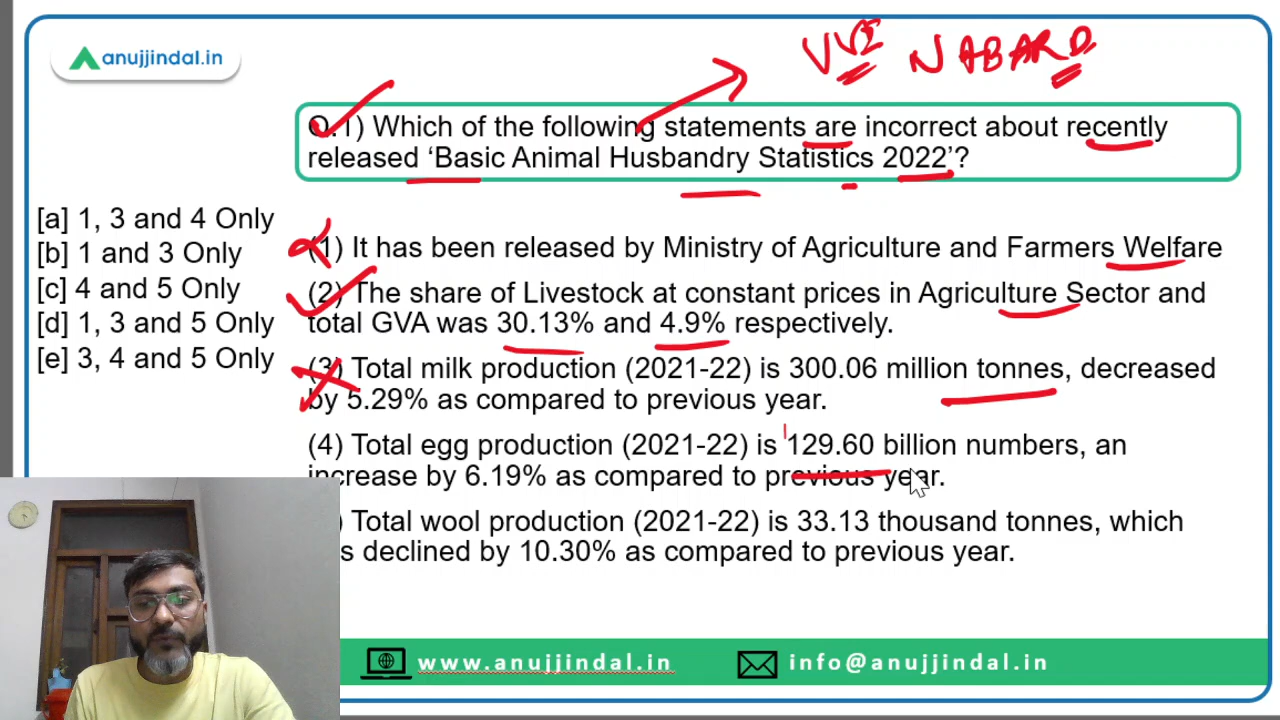 anujjindal.in
VVI NABARD
Q.1) Which of the following statements are incorrect about recently
released ‘Basic Animal Husbandry Statistics 2022’?
[a] 1, 3 and 4 Only
[b] 1 and 3 Only
[c] 4 and 5 Only
[d] 1, 3 and 5 Only
[e] 3, 4 and 5 Only
(1) It has been released by Ministry of Agriculture and Farmers Welfare
(2) The share of Livestock at constant prices in Agriculture Sector and
total GVA was 30.13% and 4.9% respectively.
(3) Total milk production (2021-22) is 300.06 million tonnes, decreased
by 5.29% as compared to previous year.
(4) Total egg production (2021-22) is 129.60 billion numbers, an
increase by 6.19% as compared to previous year.
Total wool production (2021-22) is 33.13 thousand tonnes, which
declined by 10.30% as compared to previous year.
www.anujjindal.in
info@anujjindal.in